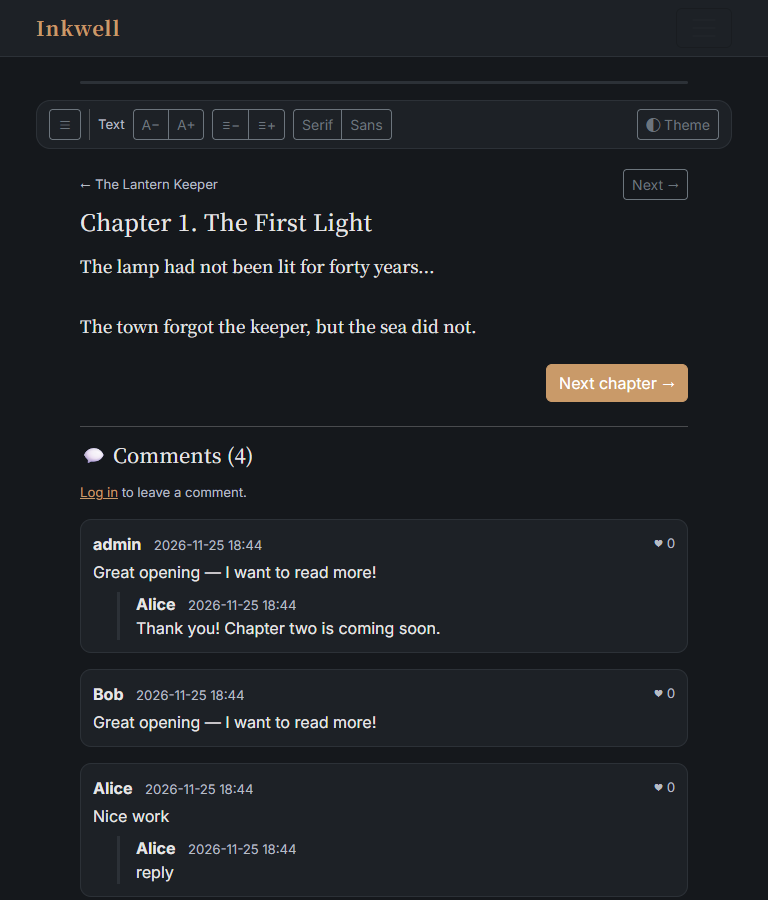 Inkwell
☰ Text A− A+ ≡− ≡+ Serif Sans ◐ Theme
← The Lantern Keeper
Next →
Chapter 1. The First Light
The lamp had not been lit for forty years…
The town forgot the keeper, but the sea did not.
Next chapter →
💬 Comments (4)
Log in to leave a comment.
admin 2026-11-25 18:44 ♥ 0
Great opening — I want to read more!
Alice 2026-11-25 18:44
Thank you! Chapter two is coming soon.
Bob 2026-11-25 18:44 ♥ 0
Great opening — I want to read more!
Alice 2026-11-25 18:44 ♥ 0
Nice work
Alice 2026-11-25 18:44
reply